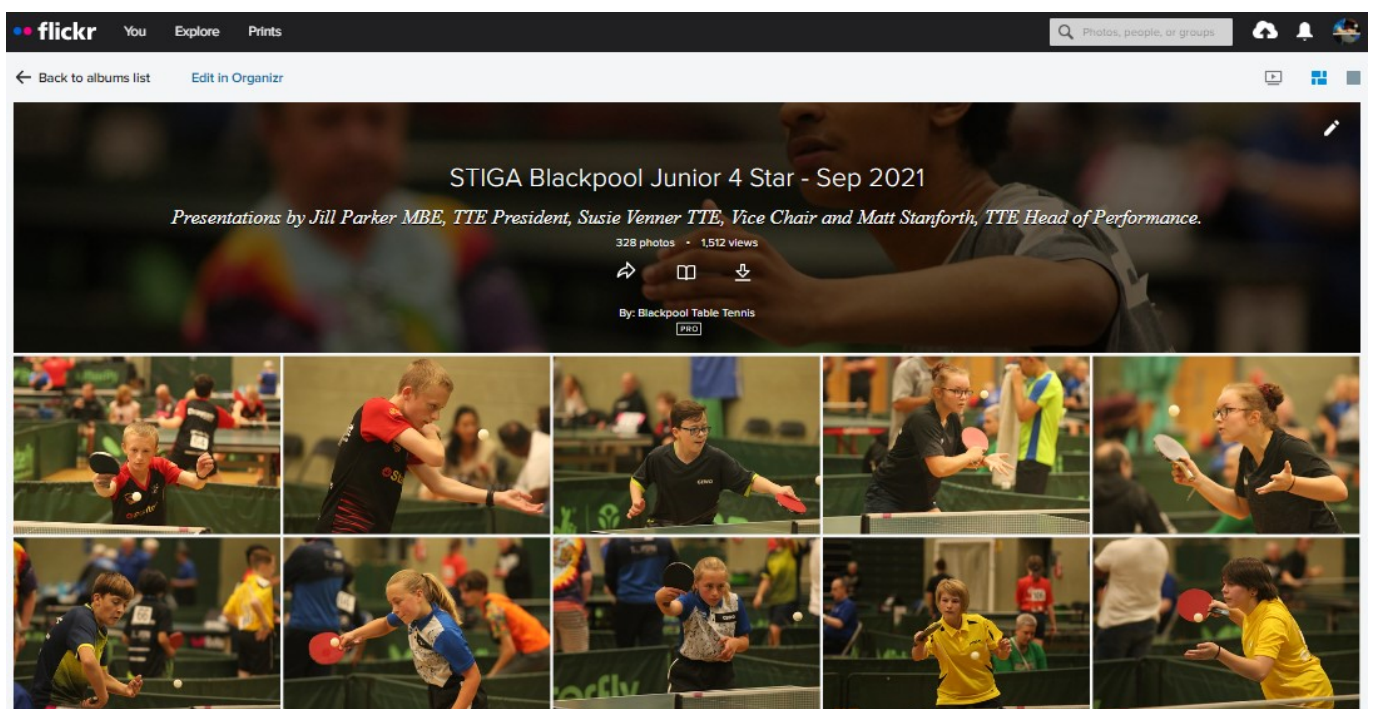 flickr You Explore Prints Photos, people, or groups
Back to albums list Edit in Organizr
STIGA Blackpool Junior 4 Star - Sep 2021
Presentations by Jill Parker MBE, TTE President, Susie Venner TTE, Vice Chair and Matt Stanforth, TTE Head of Performance.
328 photos • 1,512 views
By: Blackpool Table Tennis
PRO